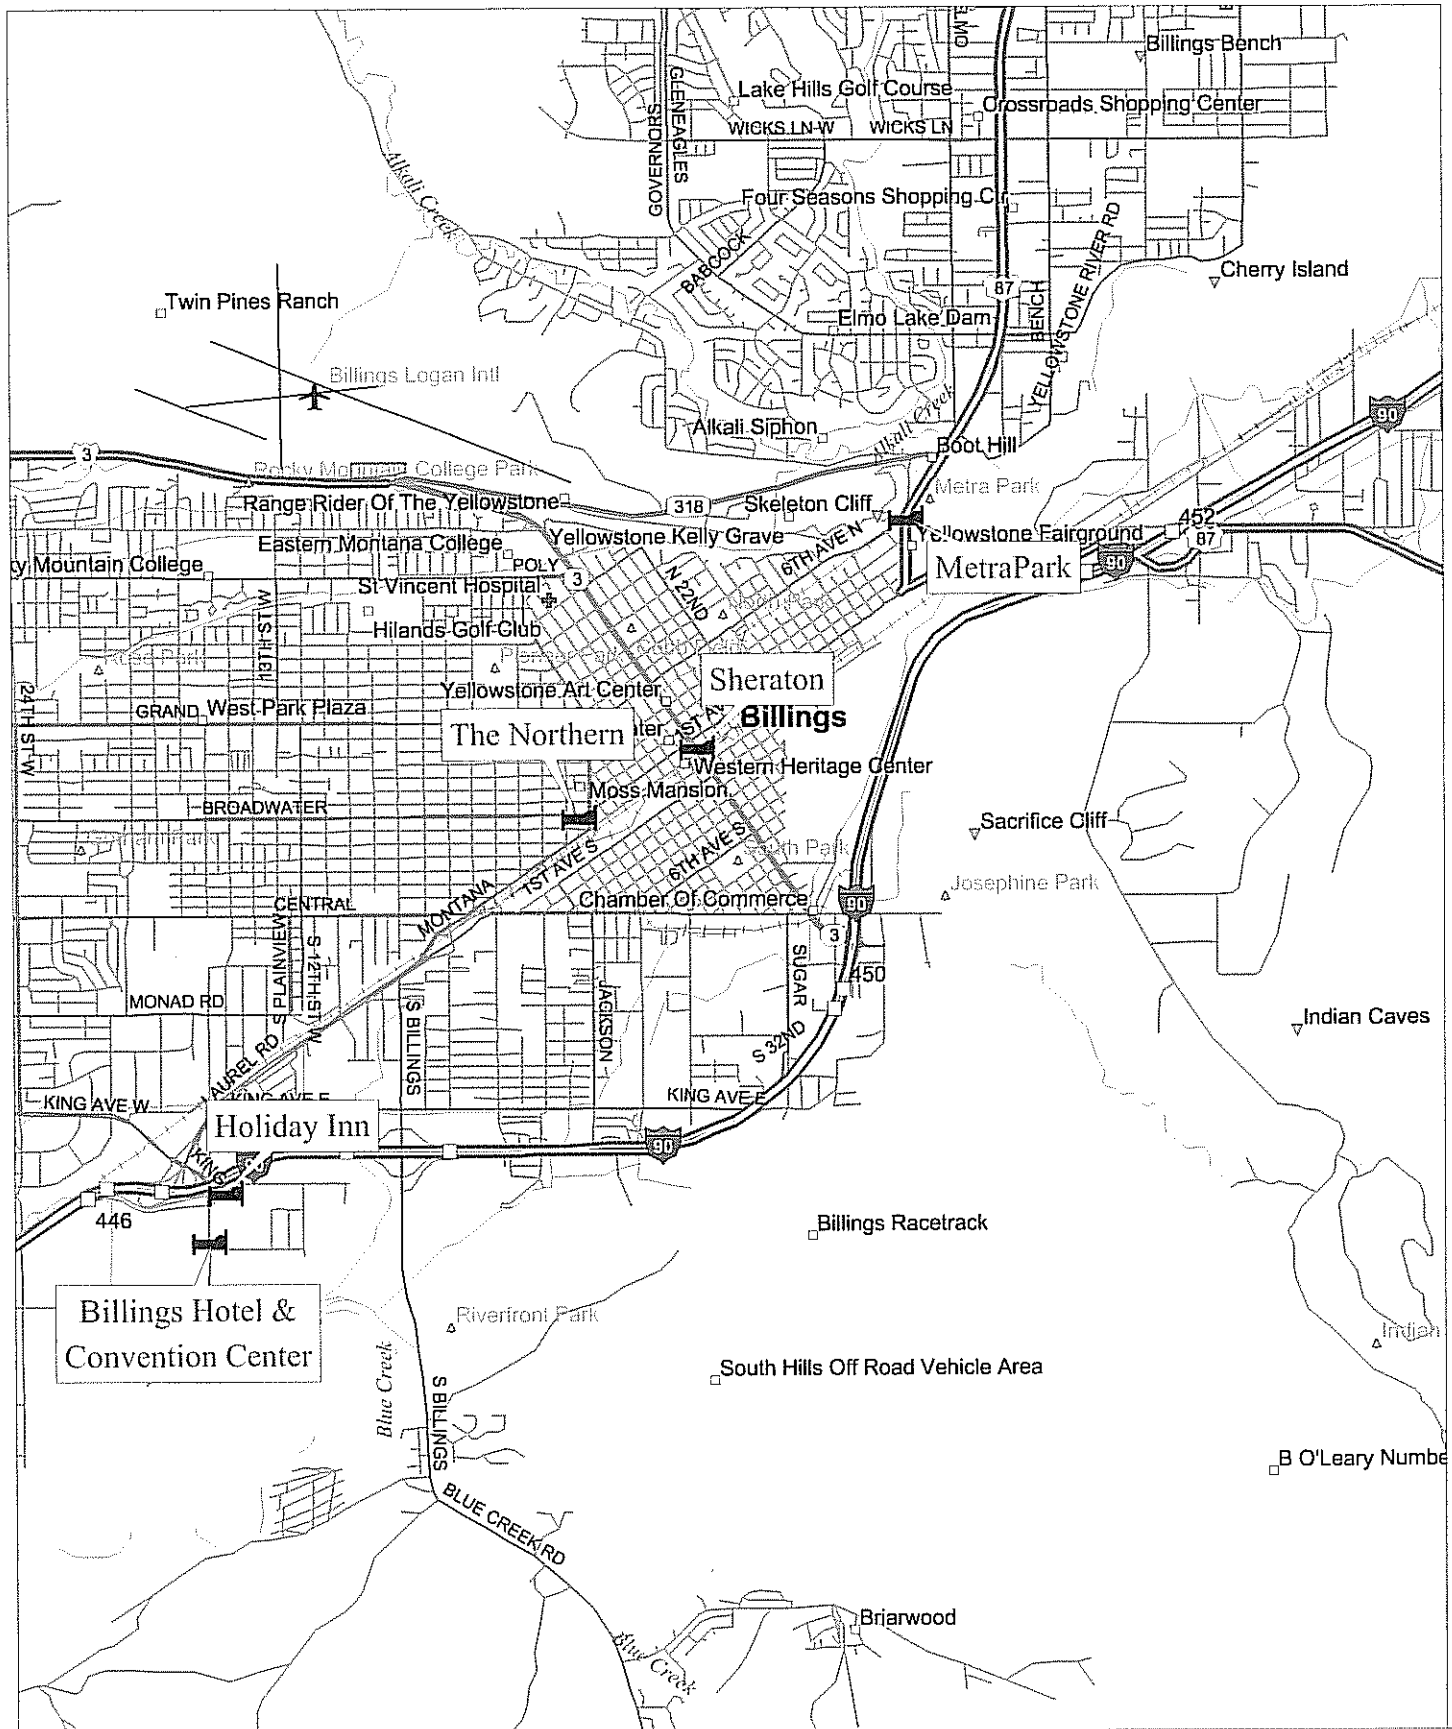 ELMO
Billings Bench
GLENEAGLES
Lake Hills Golf Course
Crossroads Shopping Center
GOVERNORS
WICKS LN W
WICKS LN
Alkali Creek
Four Seasons Shopping Ctr
BABCOCK
YELLOWSTONE RIVER RD
Cherry Island
87
BENCH
Twin Pines Ranch
Elmo Lake Dam
Billings Logan Intl
Alkali Creek
90
Alkali Siphon
Boot Hill
3
Rocky Mountain College Park
Metra Park
Range Rider Of The Yellowstone
318
Skeleton Cliff
452
Eastern Montana College
Yellowstone Kelly Grave
6TH AVE N
Yellowstone Fairground
87
y Mountain College
POLY
3
N 22ND
MetraPark
90
St Vincent Hospital
North Park
Hilands Golf Club
Sheraton
24TH ST W
Yellowstone Art Center
GRAND
West Park Plaza
The Northern
Billings
Western Heritage Center
Moss Mansion
BROADWATER
Sacrifice Cliff
1ST AVE S
6TH AVE S
South Park
Josephine Park
CENTRAL
MONTANA
Chamber Of Commerce
90
3
S PLAINVIEW
S 12TH ST W
SUGAR
450
MONAD RD
S BILLINGS
JACKSON
Indian Caves
LAUREL RD
S 32ND
KING AVE W
KING AVE E
KING AVE E
Holiday Inn
90
KING
446
Billings Racetrack
Billings Hotel &
Convention Center
Riverfront Park
Indian
Blue Creek
South Hills Off Road Vehicle Area
S BILLINGS
B O'Leary Numbe
BLUE CREEK RD
Briarwood
Blue Creek